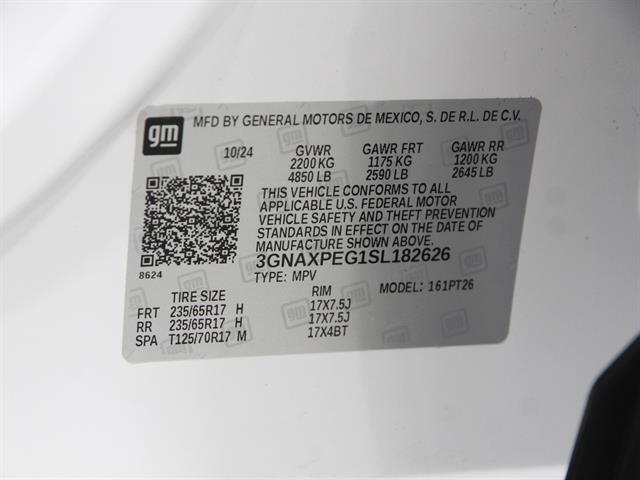 gm
MFD BY GENERAL MOTORS DE MEXICO, S. DE R.L. DE C.V.
10/24 GVWR GAWR FRT GAWR RR
2200 KG 1175 KG 1200 KG
4850 LB 2590 LB 2645 LB
THIS VEHICLE CONFORMS TO ALL
APPLICABLE U.S. FEDERAL MOTOR
VEHICLE SAFETY AND THEFT PREVENTION
STANDARDS IN EFFECT ON THE DATE OF
MANUFACTURE SHOWN ABOVE.
3GNAXPEG1SL182626
8624
TYPE: MPV MODEL: 161PT26
TIRE SIZE RIM
FRT 235/65R17 H 17X7.5J
RR 235/65R17 H 17X7.5J
SPA T125/70R17 M 17X4BT